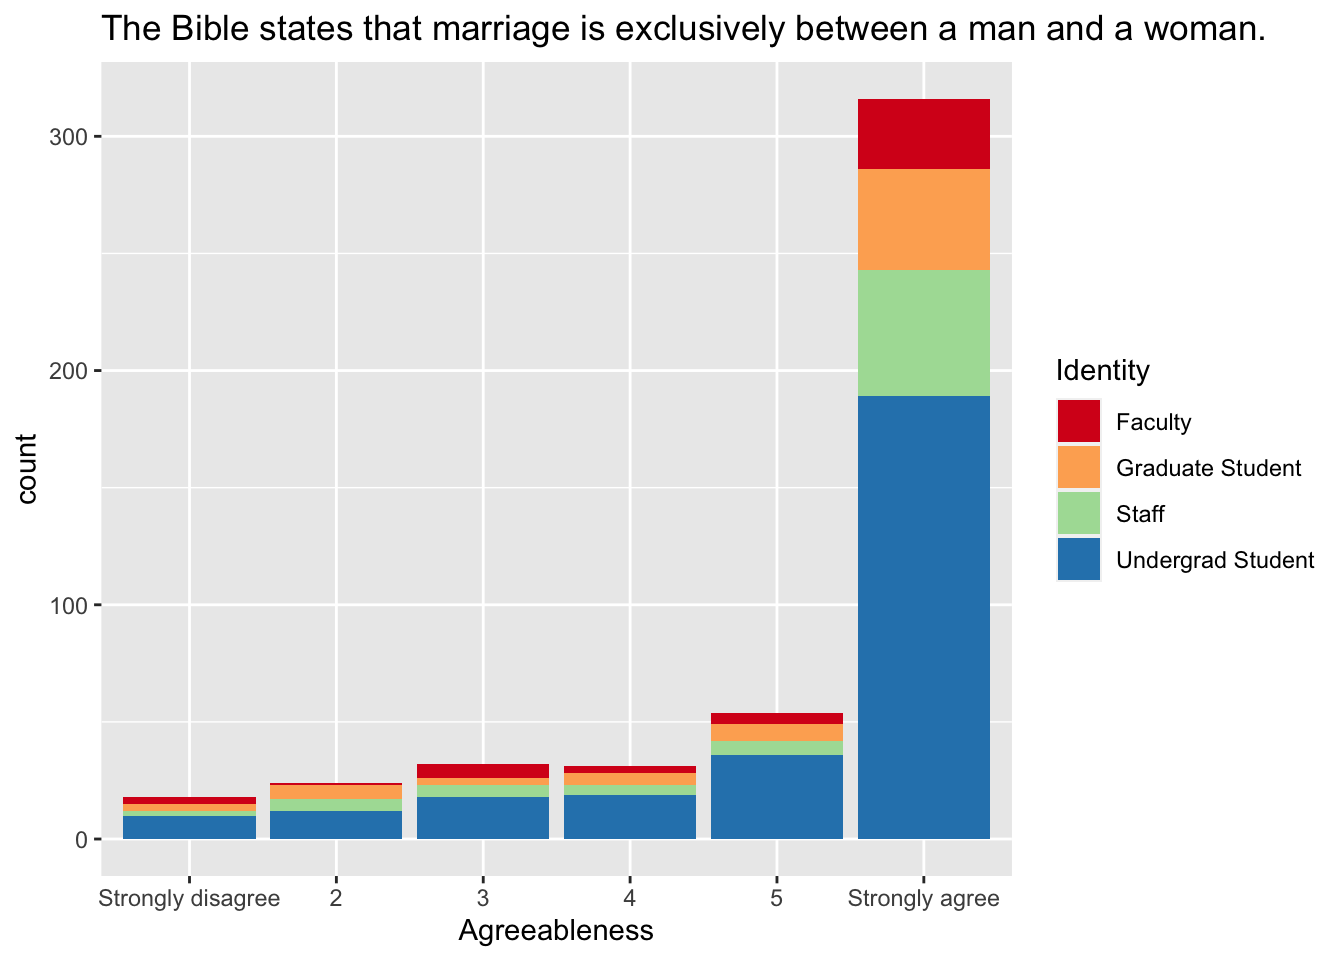 The Bible states that marriage is exclusively between a man and a woman.
300
200
100
0
count
Strongly disagree 2 3 4 5 Strongly agree
Agreeableness
Identity
Faculty
Graduate Student
Staff
Undergrad Student